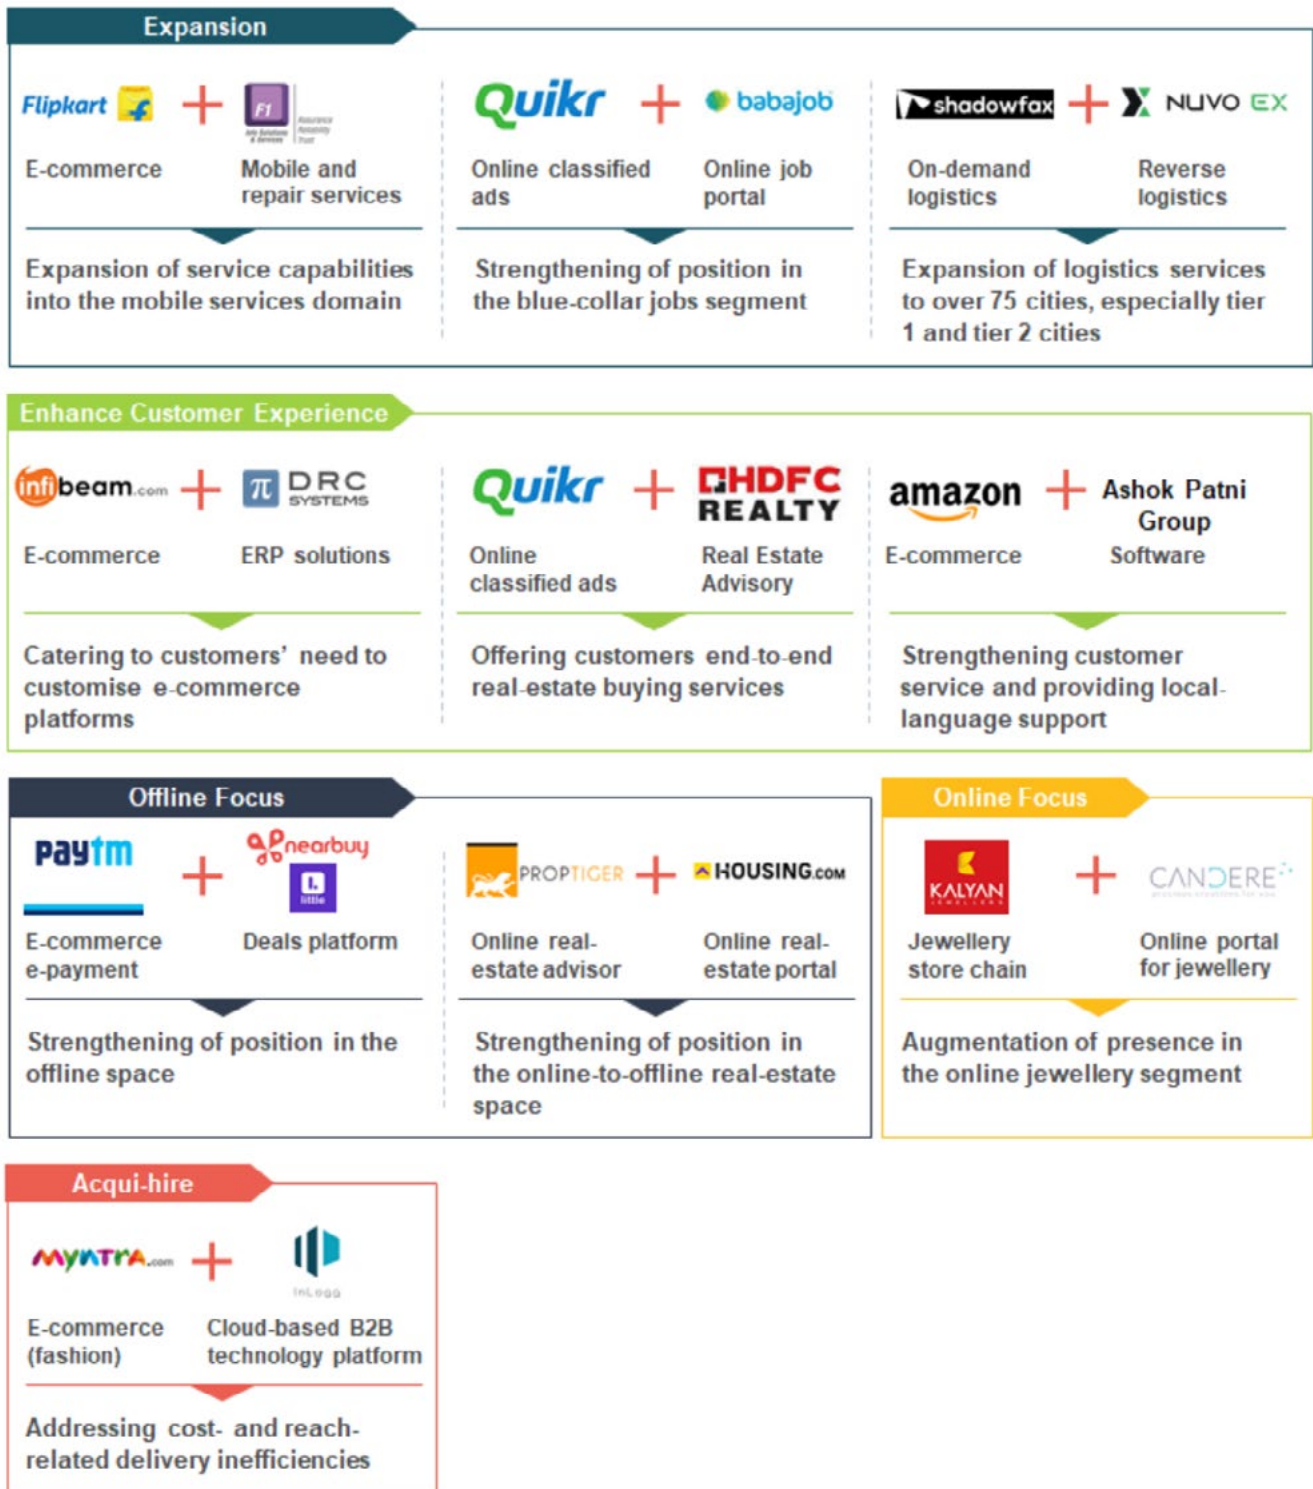 Expansion
Flipkart
F1
Info Solutions
& Services
Assurance
Reliability
Trust
E-commerce
Mobile and
repair services
Expansion of service capabilities
into the mobile services domain
Quikr
babajob
Online classified
ads
Online job
portal
Strengthening of position in
the blue-collar jobs segment
shadowfax
NUVO EX
On-demand
logistics
Reverse
logistics
Expansion of logistics services
to over 75 cities, especially tier
1 and tier 2 cities
Enhance Customer Experience
infibeam.com
π DRC
SYSTEMS
E-commerce
ERP solutions
Catering to customers' need to
customise e-commerce
platforms
Quikr
HDFC
REALTY
Online
classified ads
Real Estate
Advisory
Offering customers end-to-end
real-estate buying services
amazon
Ashok Patni
Group
E-commerce
Software
Strengthening customer
service and providing local-
language support
Offline Focus
paytm
nearbuy
little
E-commerce
e-payment
Deals platform
Strengthening of position in the
offline space
PROPTIGER
HOUSING.COM
Online real-
estate advisor
Online real-
estate portal
Strengthening of position in
the online-to-offline real-estate
space
Online Focus
KALYAN
JEWELLERS
CANDERE
Jewellery
store chain
Online portal
for jewellery
Augmentation of presence in
the online jewellery segment
Acqui-hire
Myntra.com
InLogg
E-commerce
(fashion)
Cloud-based B2B
technology platform
Addressing cost- and reach-
related delivery inefficiencies